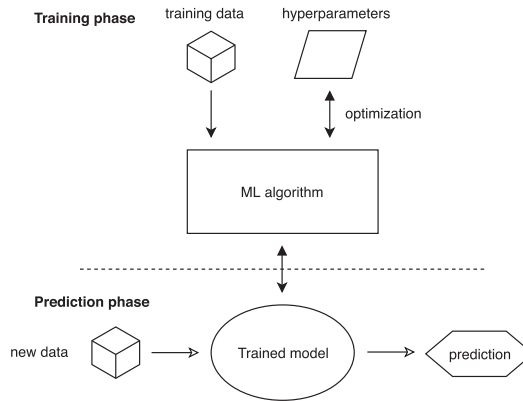 Training phase
training data
hyperparameters
optimization
ML algorithm
Prediction phase
new data
Trained model
prediction